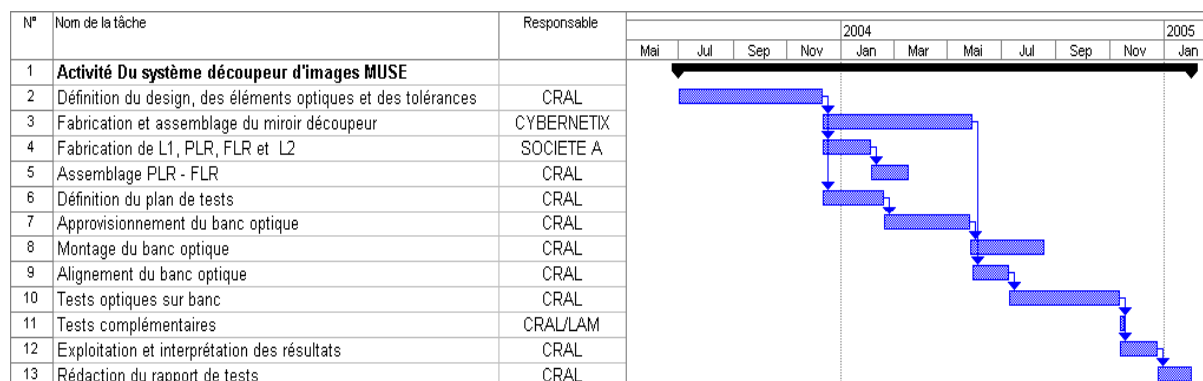 N° Nom de la tâche Responsable 2004 2005
Mai Jul Sep Nov Jan Mar Mai Jul Sep Nov Jan
1 Activité Du système découpeur d'images MUSE
2 Définition du design, des éléments optiques et des tolérances CRAL
3 Fabrication et assemblage du miroir découpeur CYBERNETIX
4 Fabrication de L1, PLR, FLR et L2 SOCIETE A
5 Assemblage PLR - FLR CRAL
6 Définition du plan de tests CRAL
7 Approvisionnement du banc optique CRAL
8 Montage du banc optique CRAL
9 Alignement du banc optique CRAL
10 Tests optiques sur banc CRAL
11 Tests complémentaires CRAL/LAM
12 Exploitation et interprétation des résultats CRAL
13 Rédaction du rapport de tests CRAL